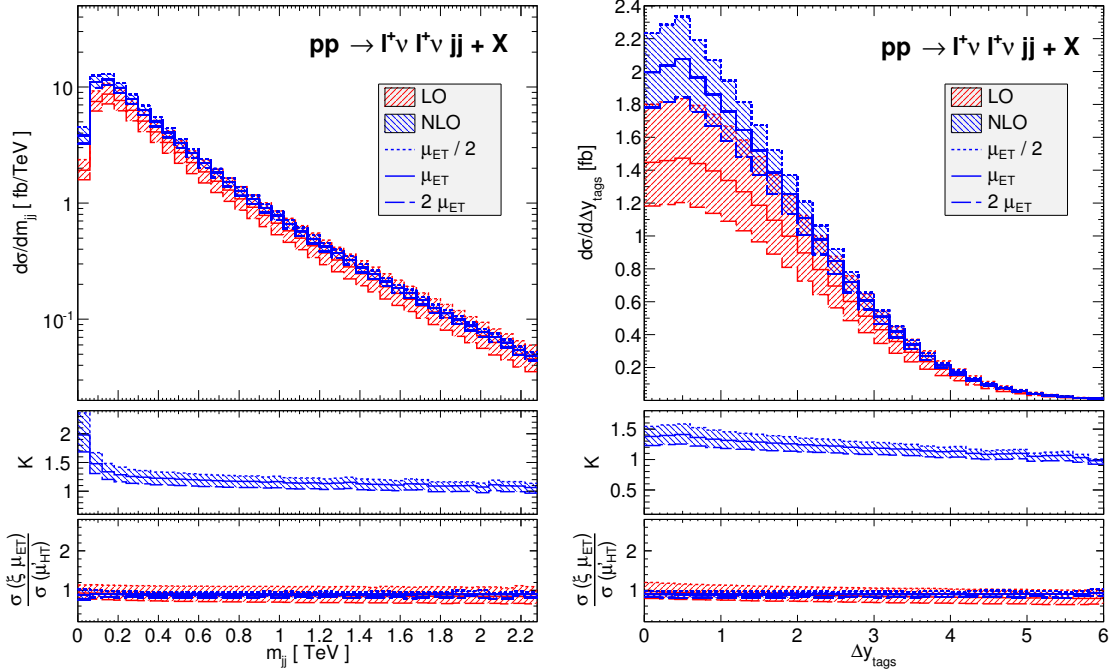 pp → l⁺ν l⁺ν jj + X
LO
NLO
μ_ET / 2
μ_ET
2 μ_ET
dσ/dm_jj [ fb/TeV ]
10
1
10⁻¹
K
2
1.5
1
σ (ξ μ_ET)
σ (μ'_HT)
2
1
0 0.2 0.4 0.6 0.8 1 1.2 1.4 1.6 1.8 2 2.2
m_jj [ TeV ]
pp → l⁺ν l⁺ν jj + X
LO
NLO
μ_ET / 2
μ_ET
2 μ_ET
dσ/dΔy_tags [fb]
2.4
2.2
2
1.8
1.6
1.4
1.2
1
0.8
0.6
0.4
0.2
K
1.5
1
0.5
σ (ξ μ_ET)
σ (μ'_HT)
2
1
0 1 2 3 4 5 6
Δy_tags